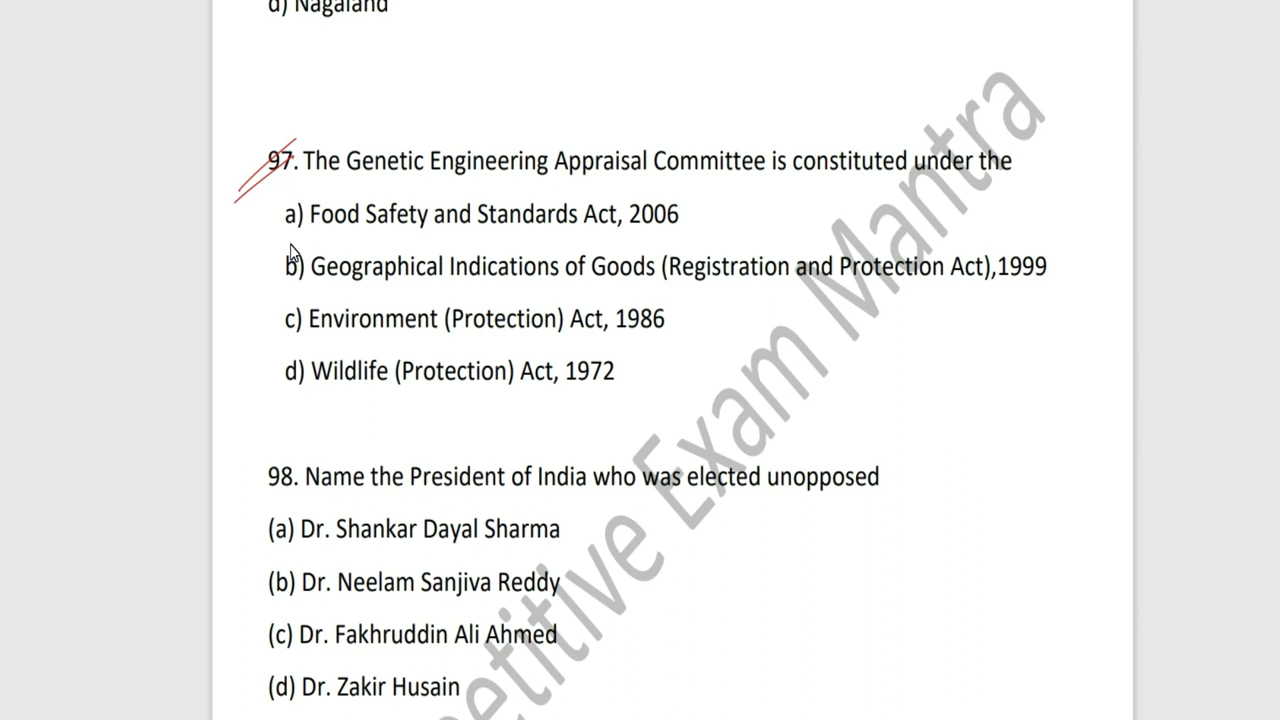 d) Nagaland
97. The Genetic Engineering Appraisal Committee is constituted under the
a) Food Safety and Standards Act, 2006
b) Geographical Indications of Goods (Registration and Protection Act),1999
c) Environment (Protection) Act, 1986
d) Wildlife (Protection) Act, 1972
98. Name the President of India who was elected unopposed
(a) Dr. Shankar Dayal Sharma
(b) Dr. Neelam Sanjiva Reddy
(c) Dr. Fakhruddin Ali Ahmed
(d) Dr. Zakir Husain
etitive Exam Mantra